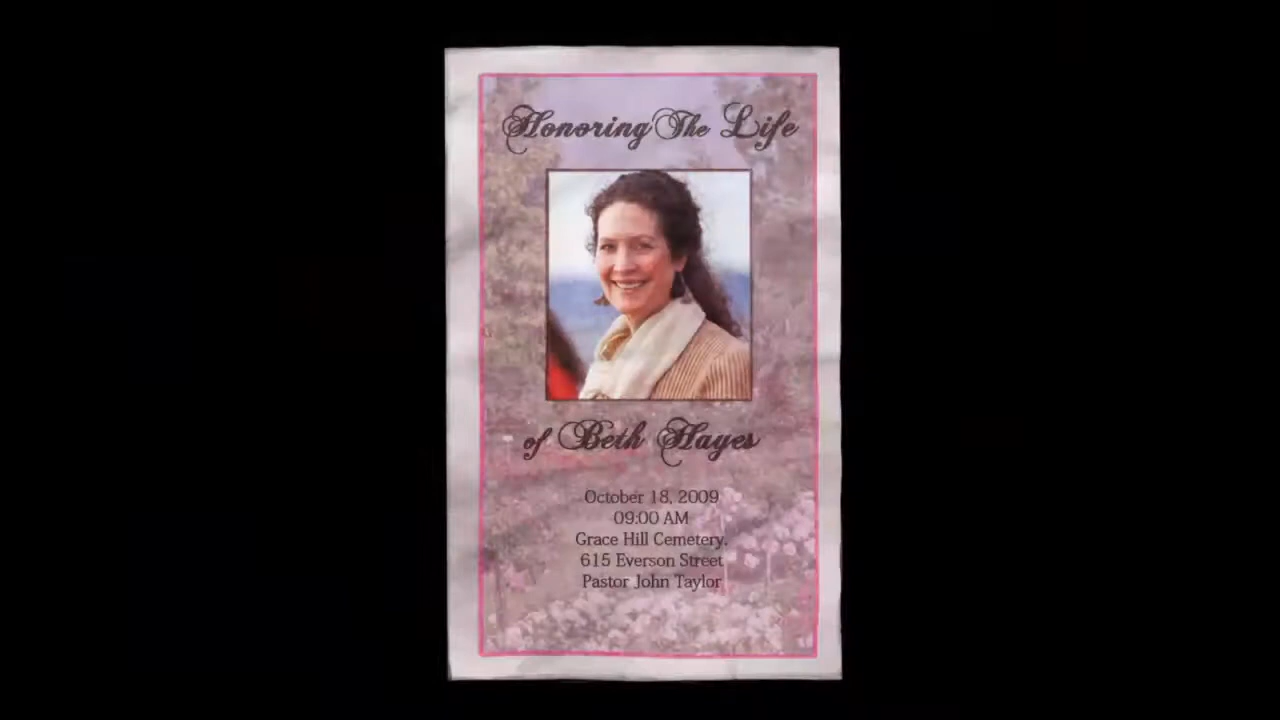 Honoring The Life
of Beth Hayes
October 18, 2009
09:00 AM
Grace Hill Cemetery,
615 Everson Street
Pastor John Taylor